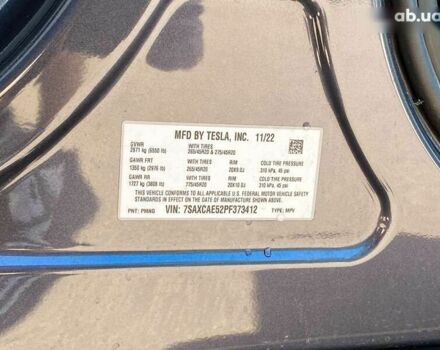 ab.ua
MFD BY TESLA, INC. 11/22
GVWR WITH TIRES
2971 kg (6550 lb) 265/45R20 & 275/45R20
GAWR FRT WITH TIRES RIM COLD TIRE PRESSURE
1350 kg (2976 lb) 265/45R20 20X9.0J 310 kPa, 45 psi
GAWR RR WITH TIRES RIM COLD TIRE PRESSURE
1727 kg (3808 lb) 275/45R20 20X10.0J 310 kPa, 45 psi
THIS VEHICLE CONFORMS TO ALL APPLICABLE U.S. FEDERAL MOTOR VEHICLE SAFETY
STANDARDS IN EFFECT ON THE DATE OF MANUFACTURE SHOWN ABOVE
PNT: PMNG VIN: 7SAXCAE52PF373412 TYPE: MPV